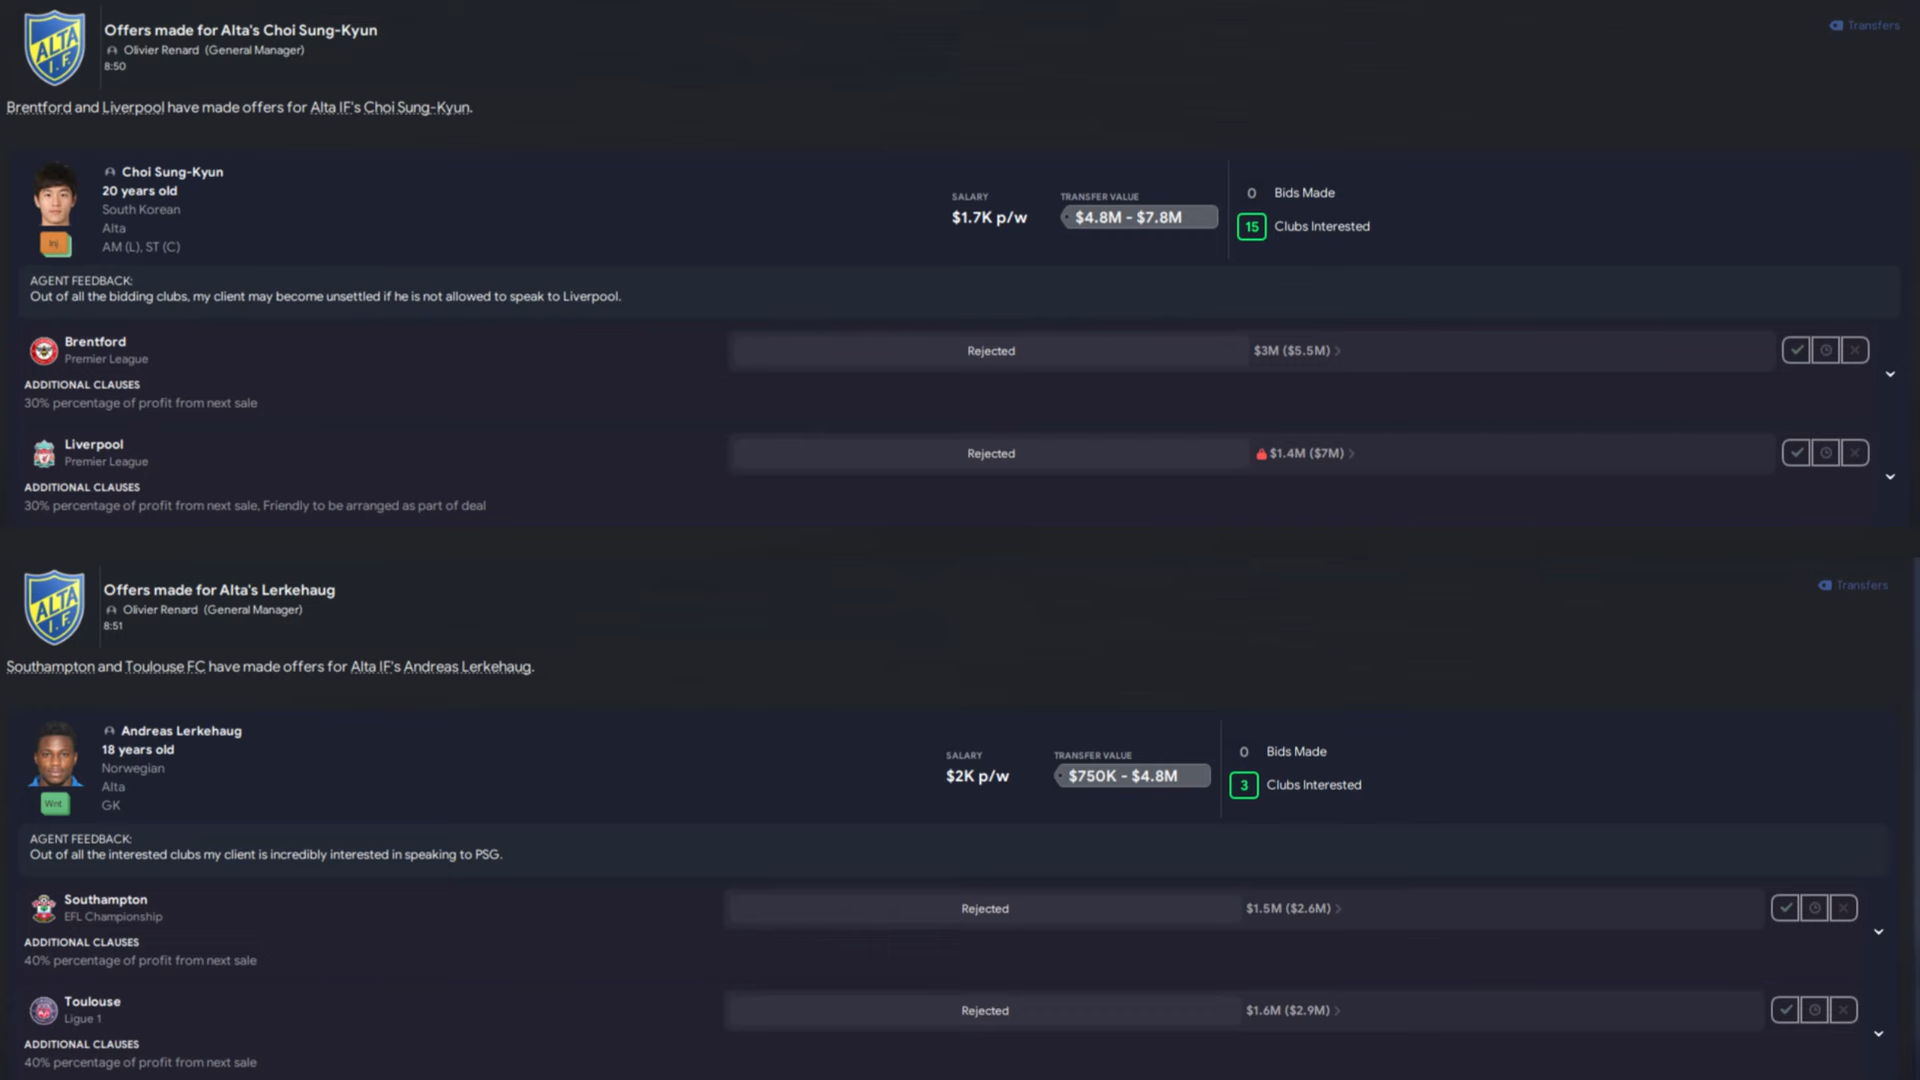 ALTA
I.F.
Offers made for Alta's Choi Sung-Kyun
Olivier Renard (General Manager)
8:50
Transfers
Brentford and Liverpool have made offers for Alta IF's Choi Sung-Kyun.
Choi Sung-Kyun
20 years old
South Korean
Alta
AM (L), ST (C)
Inj
SALARY
$1.7K p/w
TRANSFER VALUE
$4.8M - $7.8M
0 Bids Made
15 Clubs Interested
AGENT FEEDBACK:
Out of all the bidding clubs, my client may become unsettled if he is not allowed to speak to Liverpool.
Brentford
Premier League
Rejected
$3M ($5.5M)
ADDITIONAL CLAUSES
30% percentage of profit from next sale
Liverpool
Premier League
Rejected
$1.4M ($7M)
ADDITIONAL CLAUSES
30% percentage of profit from next sale, Friendly to be arranged as part of deal
ALTA
I.F.
Offers made for Alta's Lerkehaug
Olivier Renard (General Manager)
8:51
Transfers
Southampton and Toulouse FC have made offers for Alta IF's Andreas Lerkehaug.
Andreas Lerkehaug
18 years old
Norwegian
Alta
GK
Wnt
SALARY
$2K p/w
TRANSFER VALUE
$750K - $4.8M
0 Bids Made
3 Clubs Interested
AGENT FEEDBACK:
Out of all the interested clubs my client is incredibly interested in speaking to PSG.
Southampton
EFL Championship
Rejected
$1.5M ($2.6M)
ADDITIONAL CLAUSES
40% percentage of profit from next sale
Toulouse
Ligue 1
Rejected
$1.6M ($2.9M)
ADDITIONAL CLAUSES
40% percentage of profit from next sale